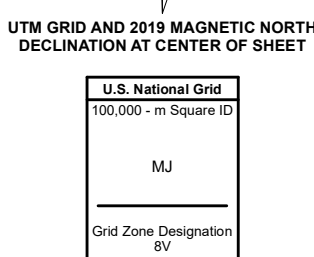 UTM GRID AND 2019 MAGNETIC NORTH
DECLINATION AT CENTER OF SHEET
U.S. National Grid
100,000 - m Square ID
MJ
Grid Zone Designation
8V